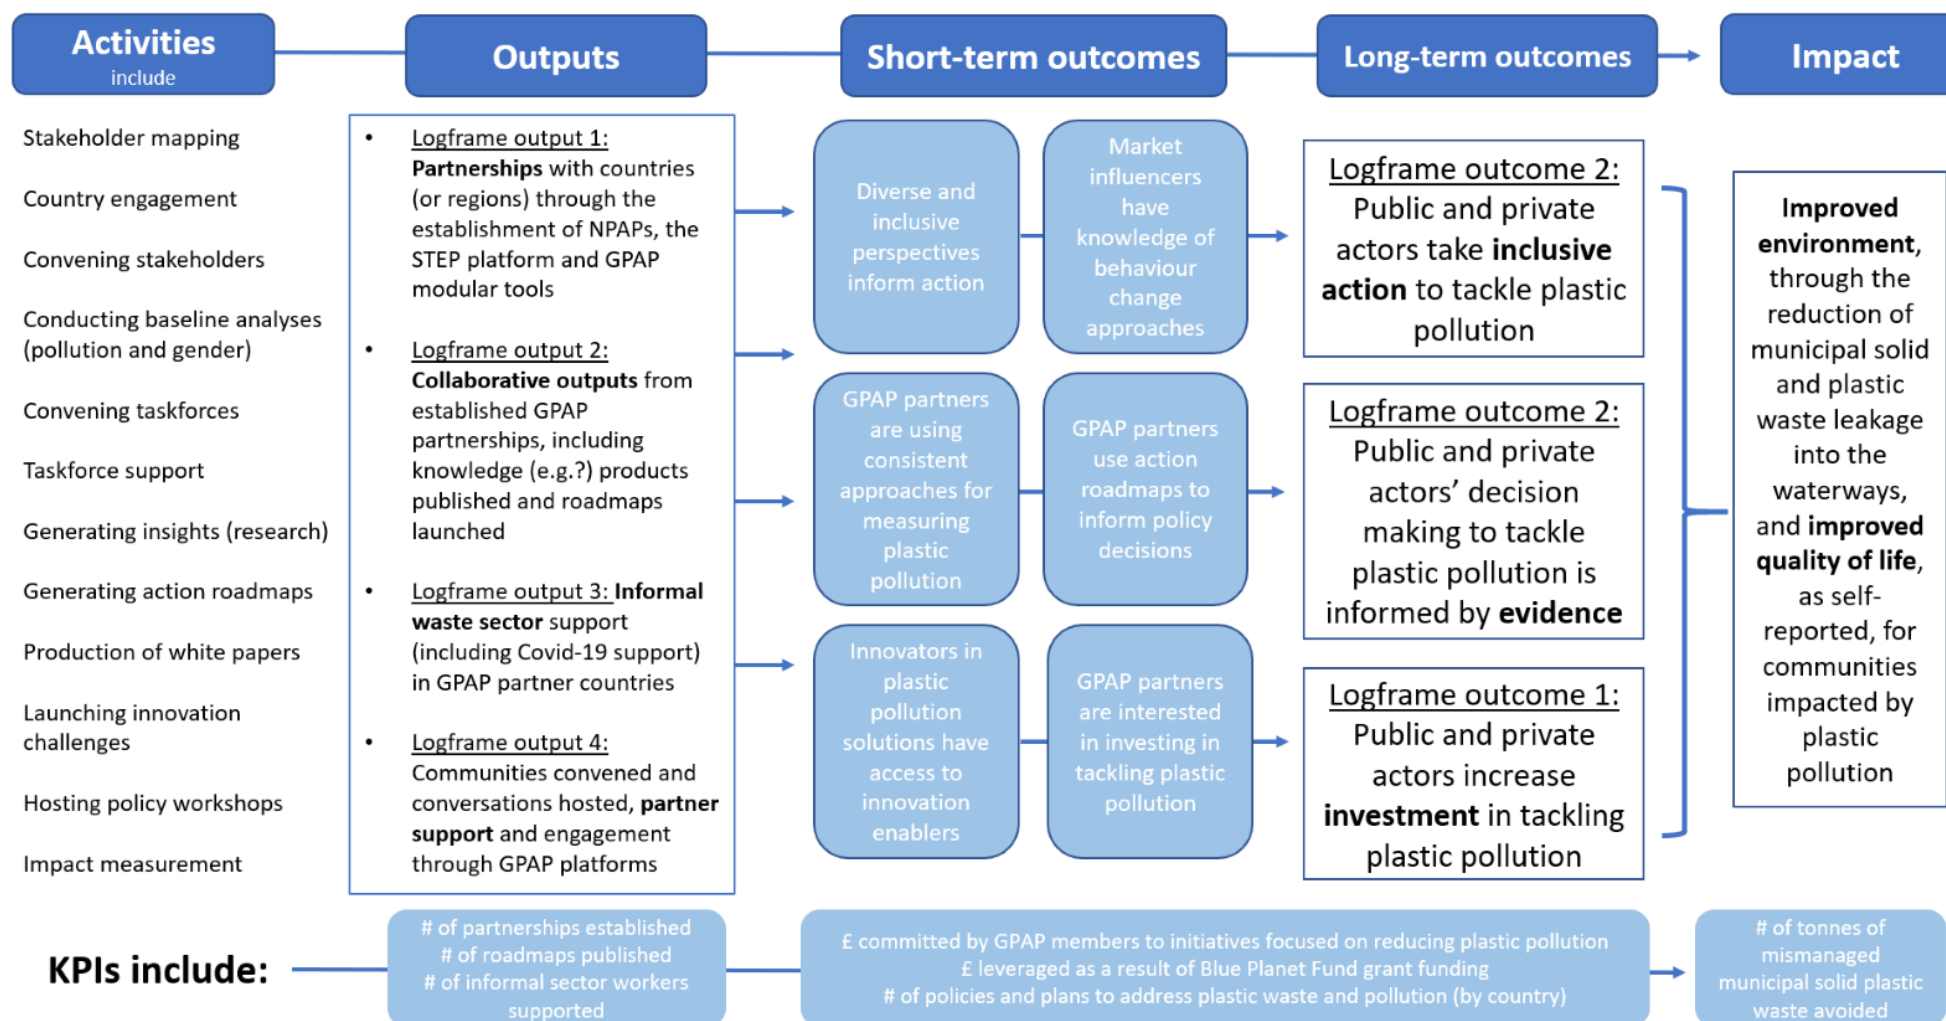 Activities
include
Outputs
Short-term outcomes
Long-term outcomes
Impact
Stakeholder mapping
Country engagement
Convening stakeholders
Conducting baseline analyses
(pollution and gender)
Convening taskforces
Taskforce support
Generating insights (research)
Generating action roadmaps
Production of white papers
Launching innovation
challenges
Hosting policy workshops
Impact measurement
• Logframe output 1:
Partnerships with countries
(or regions) through the
establishment of NPAPs, the
STEP platform and GPAP
modular tools
• Logframe output 2:
Collaborative outputs from
established GPAP
partnerships, including
knowledge (e.g.?) products
published and roadmaps
launched
• Logframe output 3: Informal
waste sector support
(including Covid-19 support)
in GPAP partner countries
• Logframe output 4:
Communities convened and
conversations hosted, partner
support and engagement
through GPAP platforms
Diverse and
inclusive
perspectives
inform action
Market
influencers
have
knowledge of
behaviour
change
approaches
GPAP partners
are using
consistent
approaches for
measuring
plastic
pollution
GPAP partners
use action
roadmaps to
inform policy
decisions
Innovators in
plastic
pollution
solutions have
access to
innovation
enablers
GPAP partners
are interested
in investing in
tackling plastic
pollution
Logframe outcome 2:
Public and private
actors take inclusive
action to tackle plastic
pollution
Logframe outcome 2:
Public and private
actors’ decision
making to tackle
plastic pollution is
informed by evidence
Logframe outcome 1:
Public and private
actors increase
investment in tackling
plastic pollution
Improved
environment,
through the
reduction of
municipal solid
and plastic
waste leakage
into the
waterways,
and improved
quality of life,
as self-
reported, for
communities
impacted by
plastic
pollution
KPIs include:
# of partnerships established
# of roadmaps published
# of informal sector workers
supported
£ committed by GPAP members to initiatives focused on reducing plastic pollution
£ leveraged as a result of Blue Planet Fund grant funding
# of policies and plans to address plastic waste and pollution (by country)
# of tonnes of
mismanaged
municipal solid plastic
waste avoided